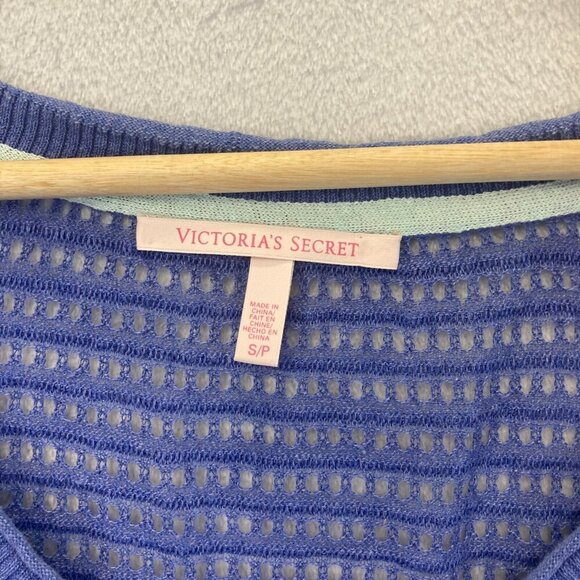 VICTORIA'S SECRET
MADE IN
CHINA/
FAIT EN
CHINE/
HECHO EN
CHINA
S/P